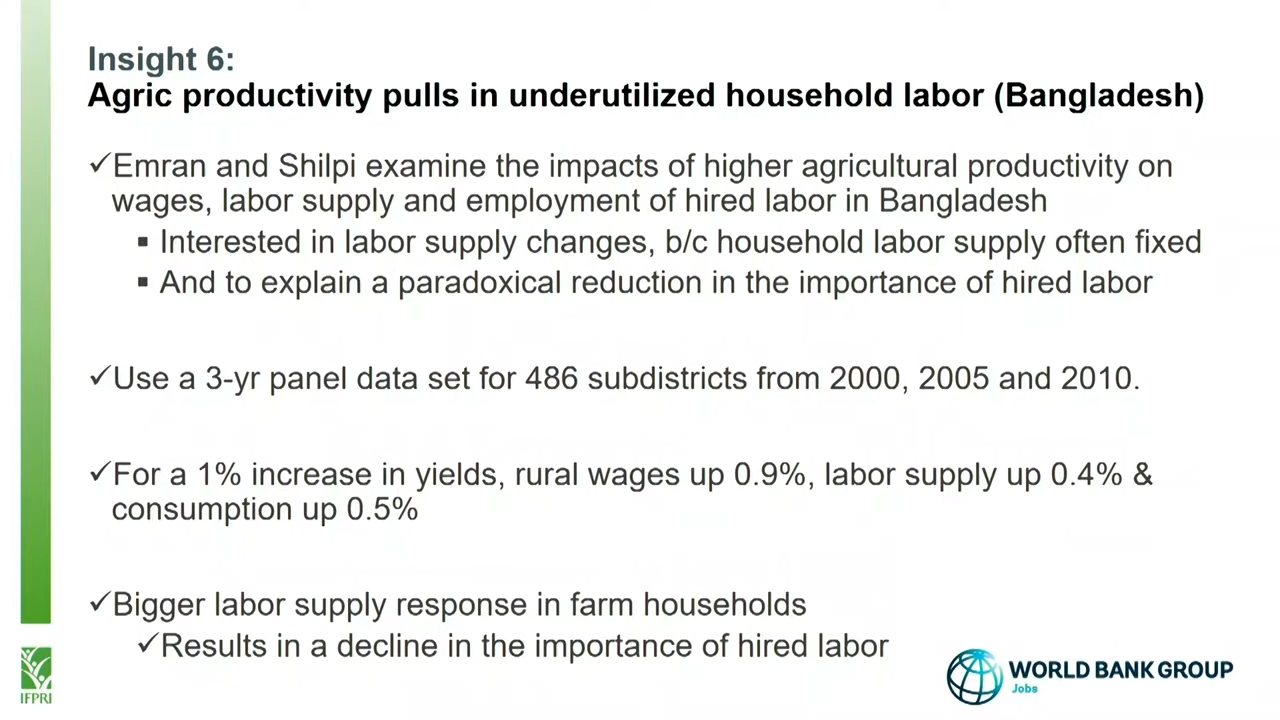 Insight 6:
Agric productivity pulls in underutilized household labor (Bangladesh)
✓Emran and Shilpi examine the impacts of higher agricultural productivity on
wages, labor supply and employment of hired labor in Bangladesh
▪ Interested in labor supply changes, b/c household labor supply often fixed
▪ And to explain a paradoxical reduction in the importance of hired labor
✓Use a 3-yr panel data set for 486 subdistricts from 2000, 2005 and 2010.
✓For a 1% increase in yields, rural wages up 0.9%, labor supply up 0.4% &
consumption up 0.5%
✓Bigger labor supply response in farm households
✓Results in a decline in the importance of hired labor
IFPRI
WORLD BANK GROUP
Jobs